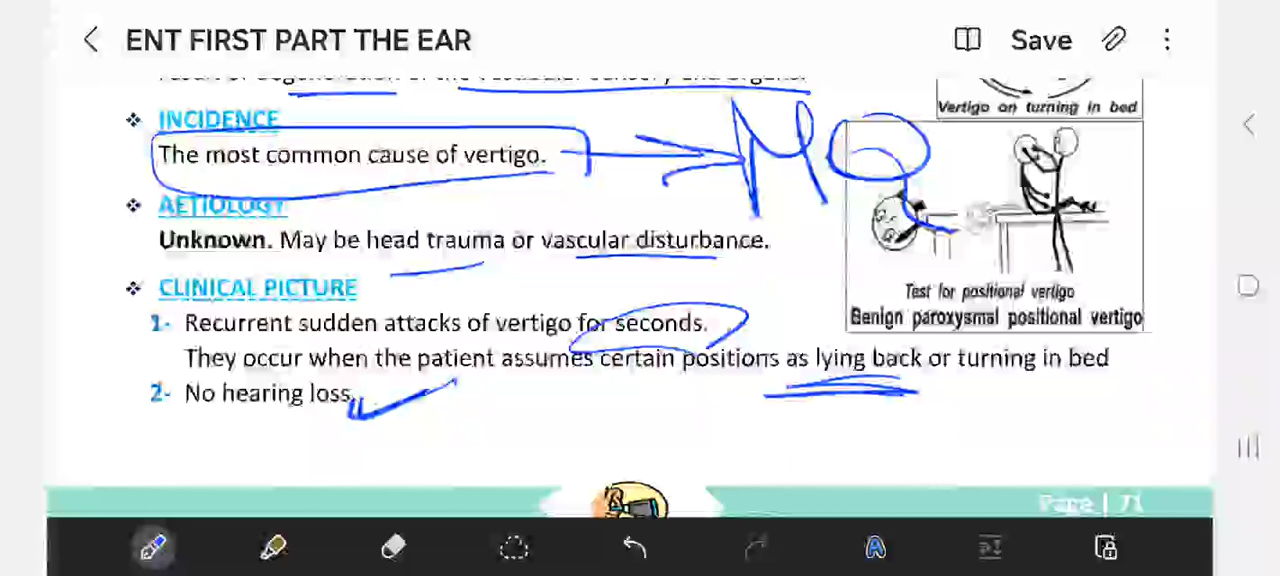 ENT FIRST PART THE EAR
Save
Vertigo on turning in bed
INCIDENCE
The most common cause of vertigo.
MQ
AETIOLOGY
Unknown. May be head trauma or vascular disturbance.
CLINICAL PICTURE
Test for positional vertigo
Benign paroxysmal positional vertigo
1- Recurrent sudden attacks of vertigo for seconds.
They occur when the patient assumes certain positions as lying back or turning in bed
2- No hearing loss.
Page | 71
A